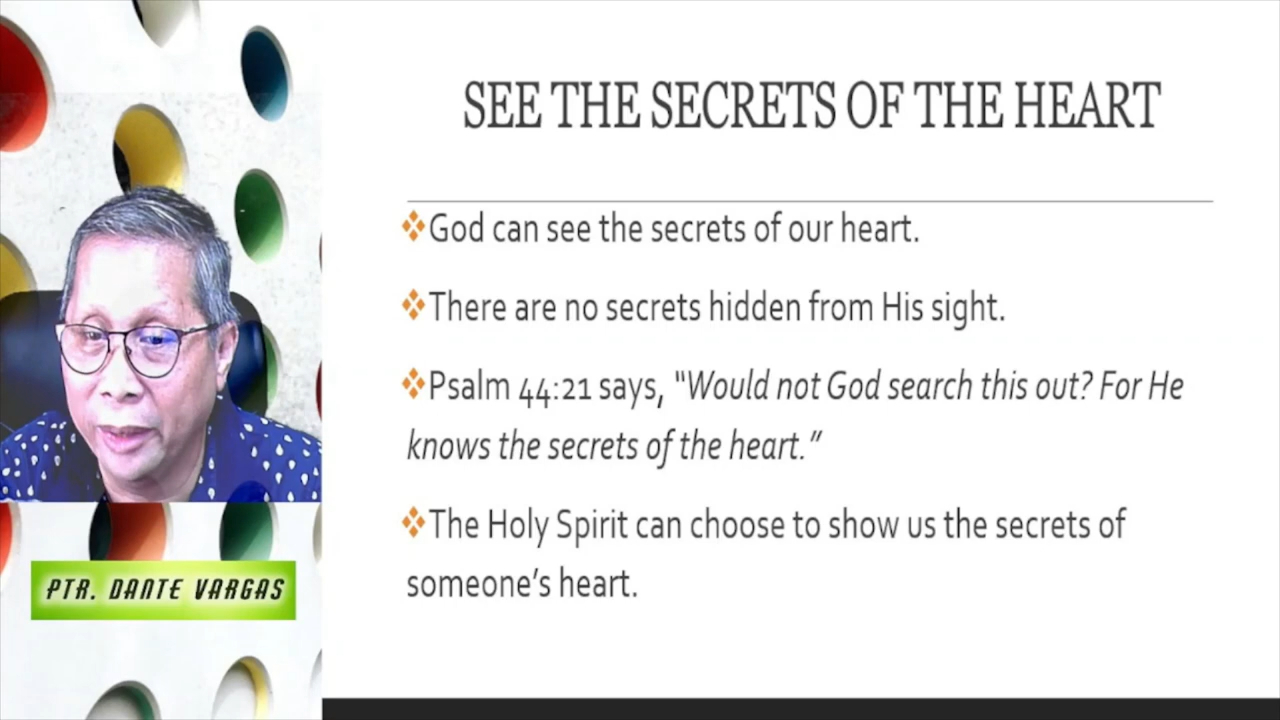 SEE THE SECRETS OF THE HEART
❖God can see the secrets of our heart.
❖There are no secrets hidden from His sight.
❖Psalm 44:21 says, “Would not God search this out? For He
knows the secrets of the heart.”
❖The Holy Spirit can choose to show us the secrets of
someone’s heart.
PTR. DANTE VARGAS